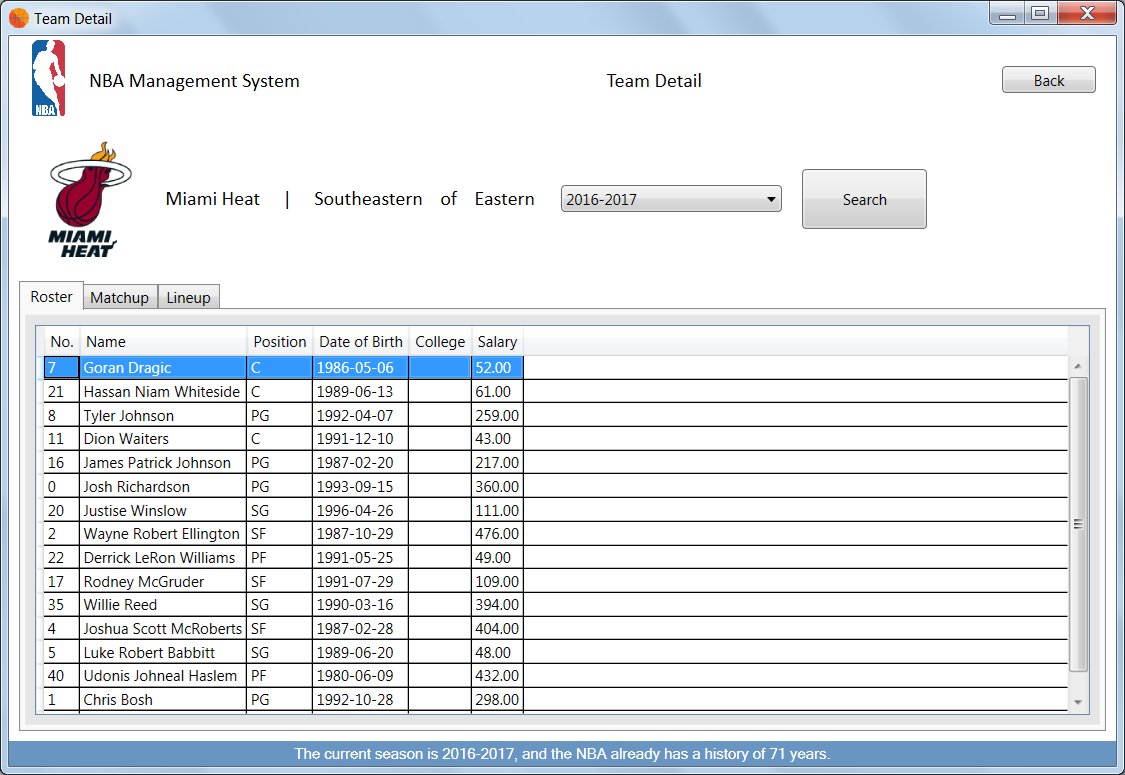 Team Detail
NBA
NBA Management System
Team Detail
Back
MIAMI HEAT
Miami Heat | Southeastern of Eastern
2016-2017
Search
Roster Matchup Lineup
No. Name Position Date of Birth College Salary
7 Goran Dragic C 1986-05-06 52.00
21 Hassan Niam Whiteside C 1989-06-13 61.00
8 Tyler Johnson PG 1992-04-07 259.00
11 Dion Waiters C 1991-12-10 43.00
16 James Patrick Johnson PG 1987-02-20 217.00
0 Josh Richardson PG 1993-09-15 360.00
20 Justise Winslow SG 1996-04-26 111.00
2 Wayne Robert Ellington SF 1987-10-29 476.00
22 Derrick LeRon Williams PF 1991-05-25 49.00
17 Rodney McGruder SF 1991-07-29 109.00
35 Willie Reed SG 1990-03-16 394.00
4 Joshua Scott McRoberts SF 1987-02-28 404.00
5 Luke Robert Babbitt SG 1989-06-20 48.00
40 Udonis Johneal Haslem PF 1980-06-09 432.00
1 Chris Bosh PG 1992-10-28 298.00
The current season is 2016-2017, and the NBA already has a history of 71 years.